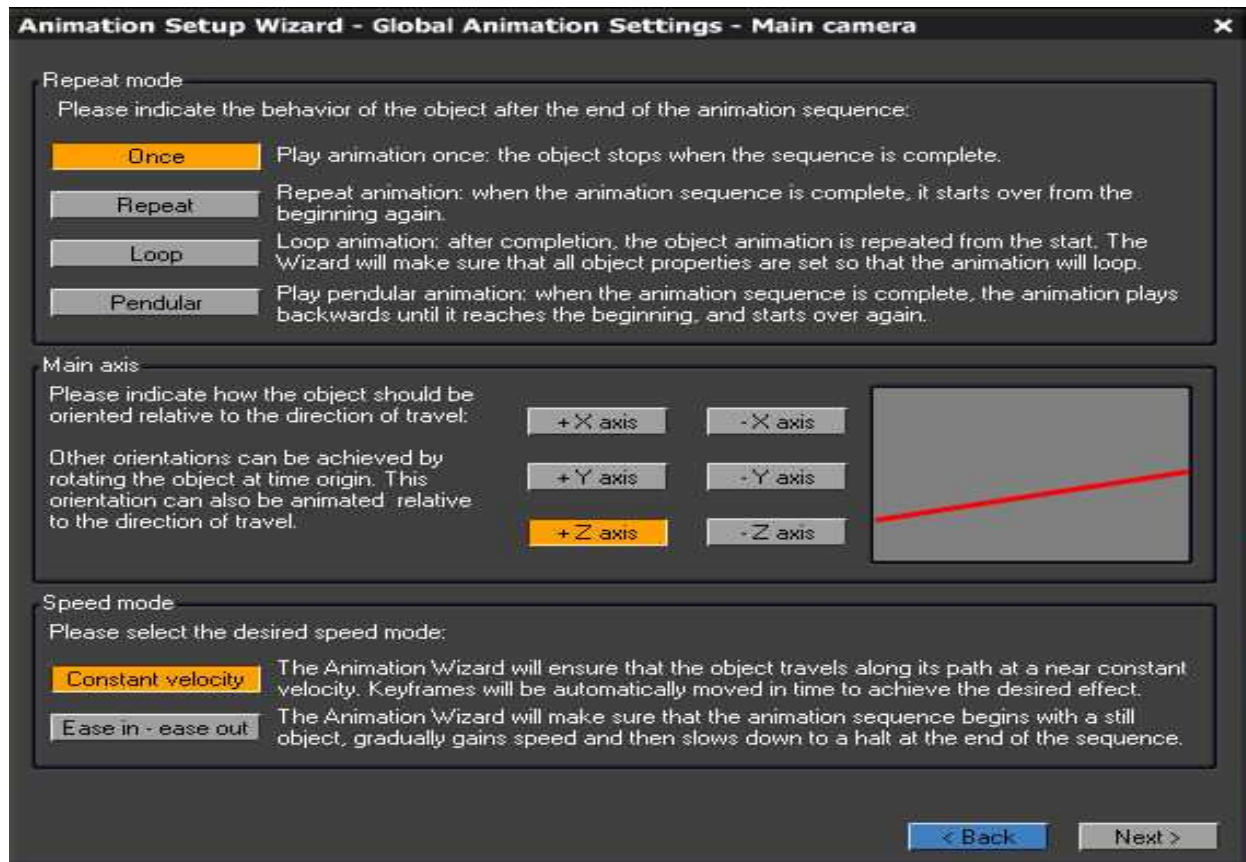 Animation Setup Wizard - Global Animation Settings - Main camera
Repeat mode
Please indicate the behavior of the object after the end of the animation sequence:
Once
Play animation once: the object stops when the sequence is complete.
Repeat
Repeat animation: when the animation sequence is complete, it starts over from the
beginning again.
Loop
Loop animation: after completion, the object animation is repeated from the start. The
Wizard will make sure that all object properties are set so that the animation will loop.
Pendular
Play pendular animation: when the animation sequence is complete, the animation plays
backwards until it reaches the beginning, and starts over again.
Main axis
Please indicate how the object should be
oriented relative to the direction of travel:
Other orientations can be achieved by
rotating the object at time origin. This
orientation can also be animated relative
to the direction of travel.
+X axis
-X axis
+Y axis
-Y axis
+Z axis
-Z axis
Speed mode
Please select the desired speed mode:
Constant velocity
The Animation Wizard will ensure that the object travels along its path at a near constant
velocity. Keyframes will be automatically moved in time to achieve the desired effect.
Ease in - ease out
The Animation Wizard will make sure that the animation sequence begins with a still
object, gradually gains speed and then slows down to a halt at the end of the sequence.
< Back
Next >